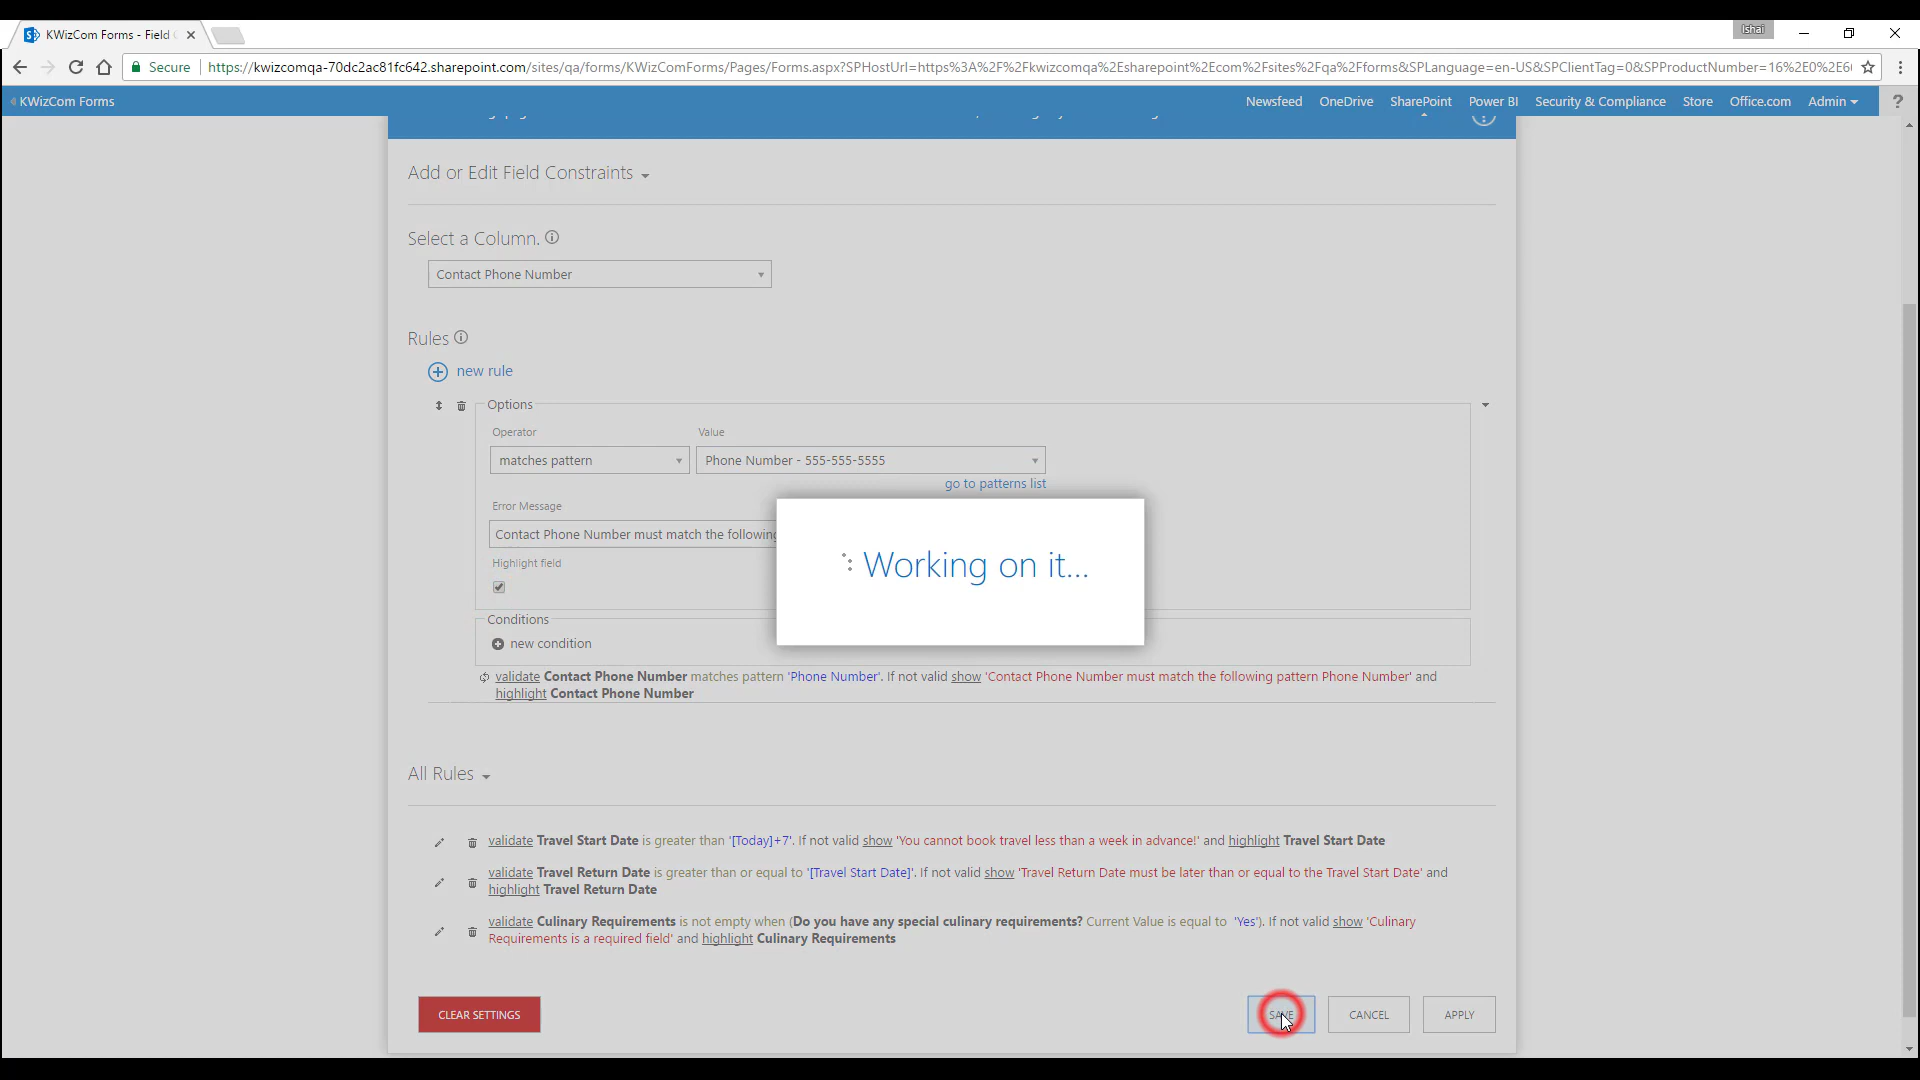 KWizCom Forms - Field
Ishai
Secure
https://kwizcomqa-70dc2ac81fc642.sharepoint.com/sites/qa/forms/KWizComForms/Pages/Forms.aspx?SPHostUrl=https%3A%2F%2Fkwizcomqa%2Esharepoint%2Ecom%2Fsites%2Fqa%2Fforms&SPLanguage=en-US&SPClientTag=0&SPProductNumber=16%2E0%2E6
KWizCom Forms
Newsfeed OneDrive SharePoint Power BI Security & Compliance Store Office.com Admin ?
Add or Edit Field Constraints
Select a Column.
Contact Phone Number
Rules
new rule
Options
Operator Value
matches pattern Phone Number - 555-555-5555
go to patterns list
Error Message
Contact Phone Number must match the following
Highlight field
Working on it...
Conditions
new condition
validate Contact Phone Number matches pattern 'Phone Number'. If not valid show 'Contact Phone Number must match the following pattern Phone Number' and
highlight Contact Phone Number
All Rules
validate Travel Start Date is greater than '[Today]+7'. If not valid show 'You cannot book travel less than a week in advance!' and highlight Travel Start Date
validate Travel Return Date is greater than or equal to '[Travel Start Date]'. If not valid show 'Travel Return Date must be later than or equal to the Travel Start Date' and
highlight Travel Return Date
validate Culinary Requirements is not empty when (Do you have any special culinary requirements? Current Value is equal to 'Yes'). If not valid show 'Culinary
Requirements is a required field' and highlight Culinary Requirements
CLEAR SETTINGS SAVE CANCEL APPLY